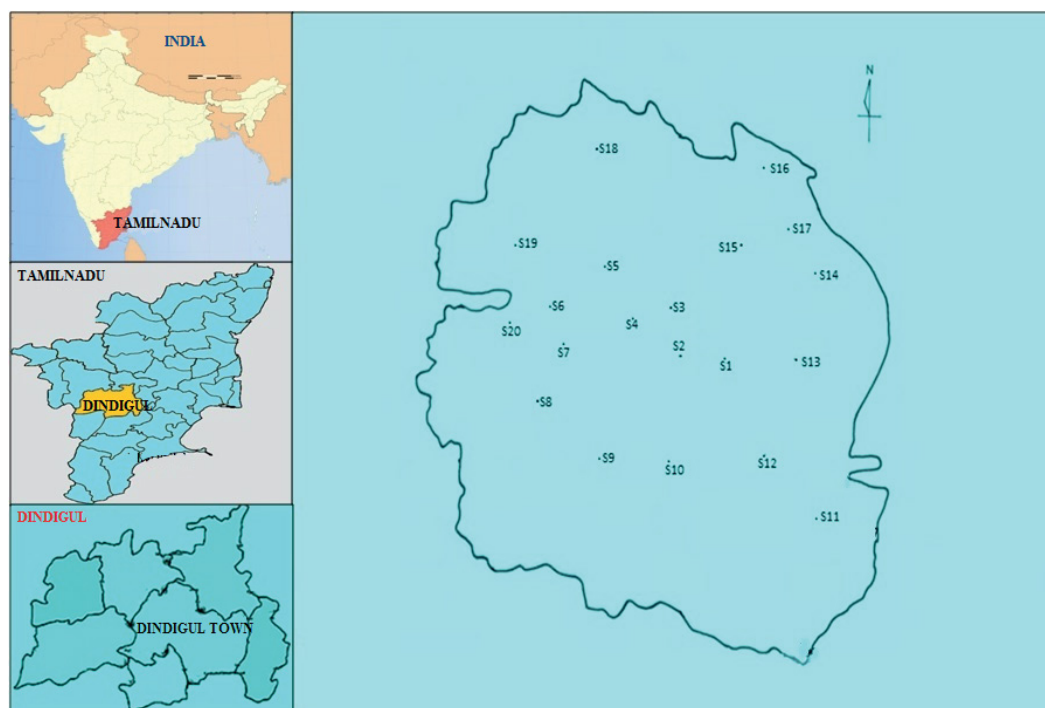 INDIA
TAMILNADU
TAMILNADU
DINDIGUL
DINDIGUL
DINDIGUL TOWN
N
S18
S16
S17
S19
S15
S5
S14
S6
S3
S20
S4
S7
S2
S1
S13
S8
S9
S10
S12
S11